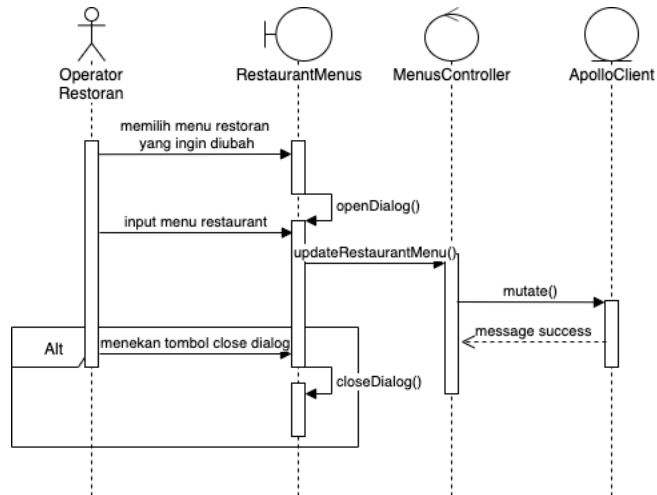 Operator
Restoran
RestaurantMenus
MenusController
ApolloClient
memilih menu restoran
yang ingin diubah
openDialog()
input menu restaurant
updateRestaurantMenu()
mutate()
message success
Alt
menekan tombol close dialog
closeDialog()